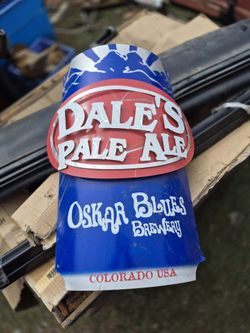 DALE'S
PALE ALE
OSKAR BLUES
BREWERY
COLORADO USA